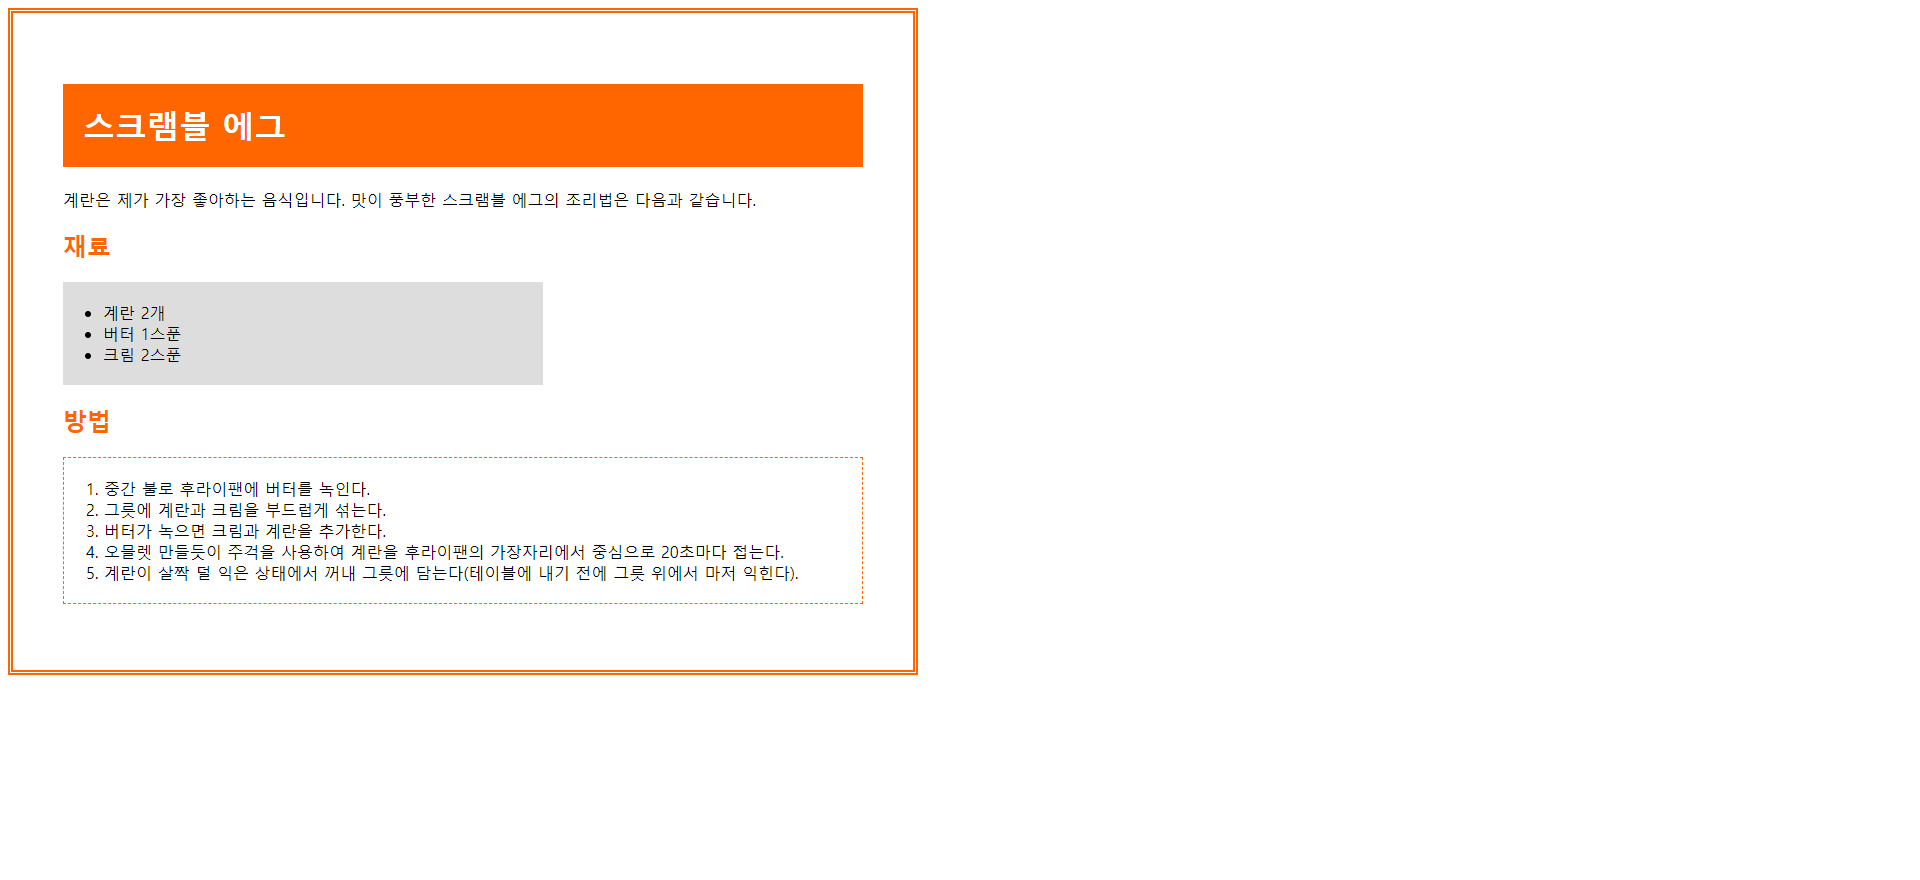 스크램블 에그
계란은 제가 가장 좋아하는 음식입니다. 맛이 풍부한 스크램블 에그의 조리법은 다음과 같습니다.
재료
• 계란 2개
• 버터 1스푼
• 크림 2스푼
방법
1. 중간 불로 후라이팬에 버터를 녹인다.
2. 그릇에 계란과 크림을 부드럽게 섞는다.
3. 버터가 녹으면 크림과 계란을 추가한다.
4. 오믈렛 만들듯이 주걱을 사용하여 계란을 후라이팬의 가장자리에서 중심으로 20초마다 접는다.
5. 계란이 살짝 덜 익은 상태에서 꺼내 그릇에 담는다(테이블에 내기 전에 그릇 위에서 마저 익힌다).